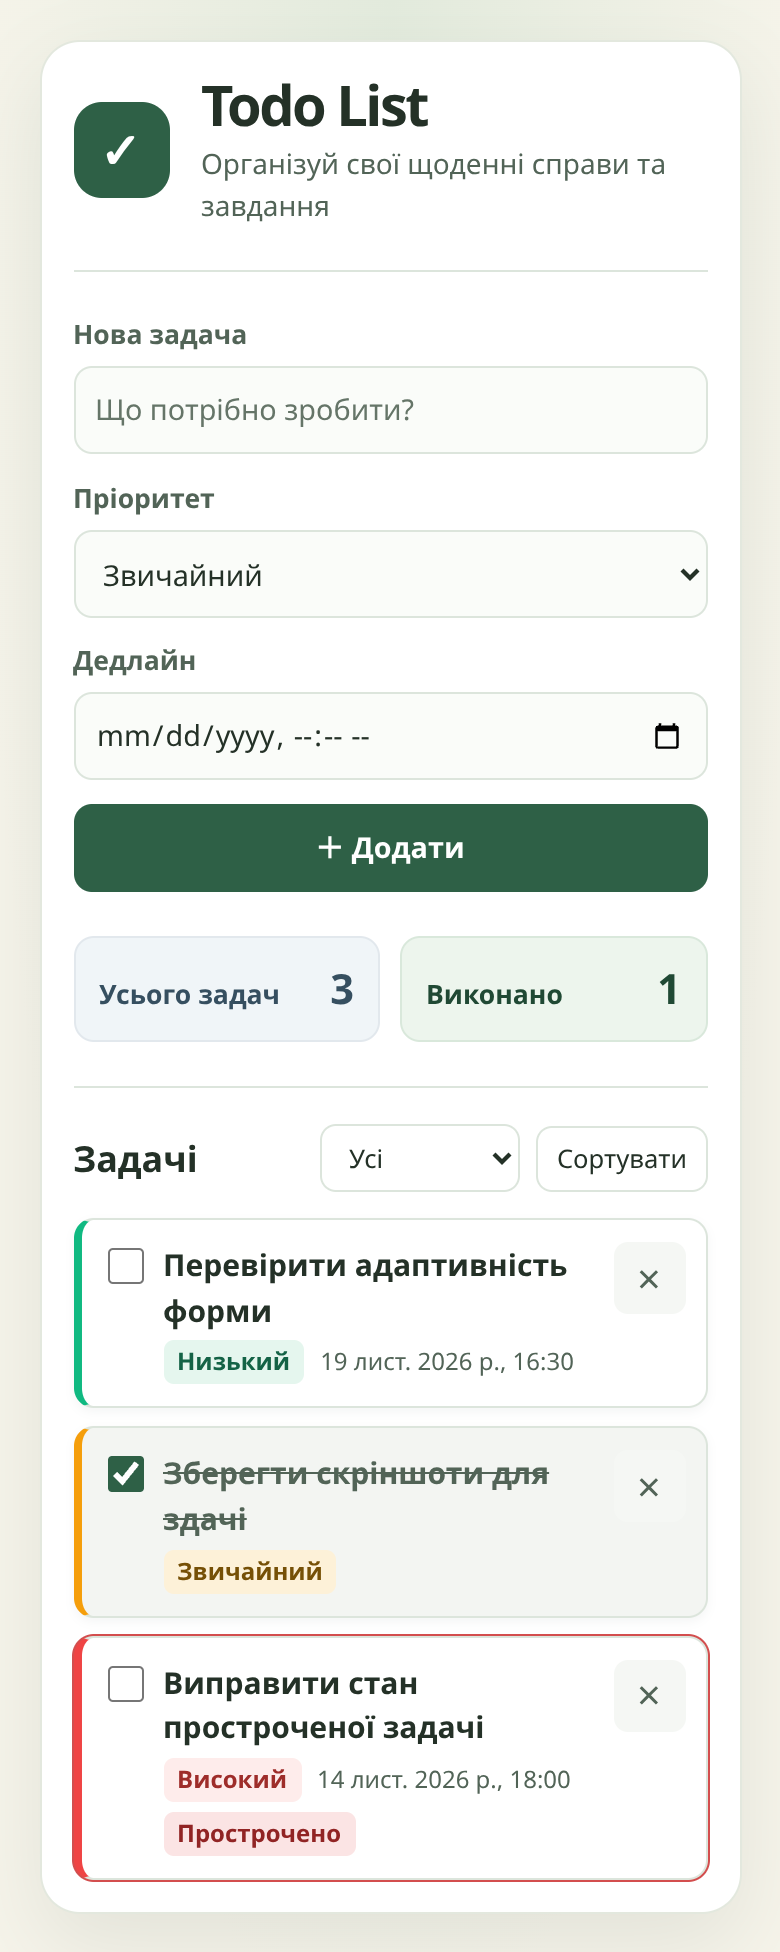 ✓
Todo List
Організуй свої щоденні справи та
завдання
Нова задача
Що потрібно зробити?
Пріоритет
Звичайний
Дедлайн
mm/dd/yyyy, --:-- --
+ Додати
Усього задач 3
Виконано 1
Задачі
Усі
Сортувати
Перевірити адаптивність
форми
×
Низький 19 лист. 2026 р., 16:30
Зберегти скріншоти для
здачі
×
Звичайний
Виправити стан
простроченої задачі
×
Високий 14 лист. 2026 р., 18:00
Прострочено